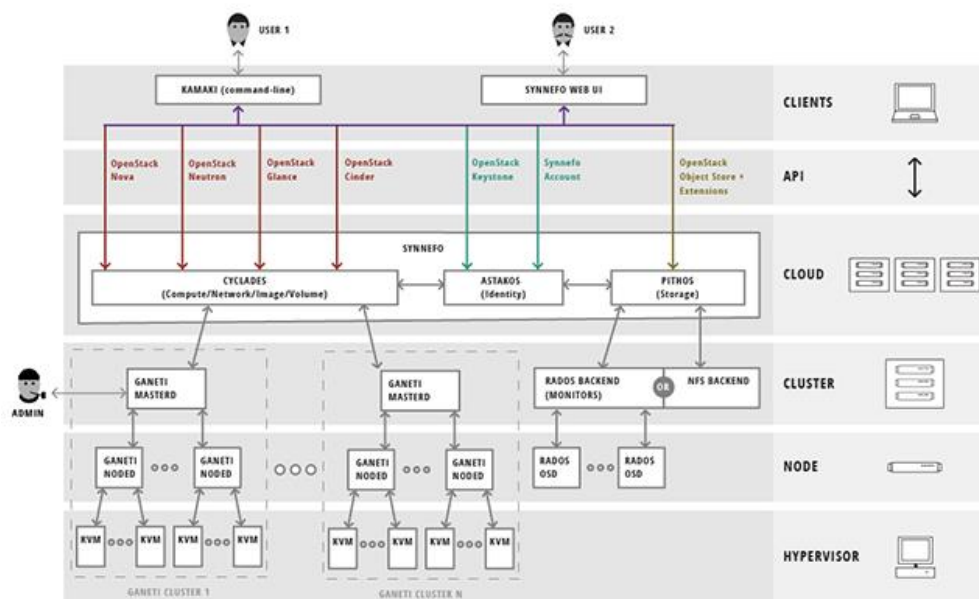 USER 1
USER 2
KAMAKI (command-line)
SYNNEFO WEB UI
CLIENTS
OpenStack
Nova
OpenStack
Neutron
OpenStack
Glance
OpenStack
Cinder
OpenStack
Keystone
Synnefo
Account
OpenStack
Object Store +
Extensions
API
SYNNEFO
CYCLADES
(Compute/Network/Image/Volume)
ASTAKOS
(Identity)
PITHOS
(Storage)
CLOUD
ADMIN
GANETI
MASTERD
GANETI
MASTERD
RADOS BACKEND
(MONITORS)
OR
NFS BACKEND
CLUSTER
GANETI
NODED
GANETI
NODED
GANETI
NODED
GANETI
NODED
RADOS
OSD
RADOS
OSD
NODE
KVM
KVM
KVM
KVM
KVM
KVM
KVM
KVM
HYPERVISOR
GANETI CLUSTER 1
GANETI CLUSTER N